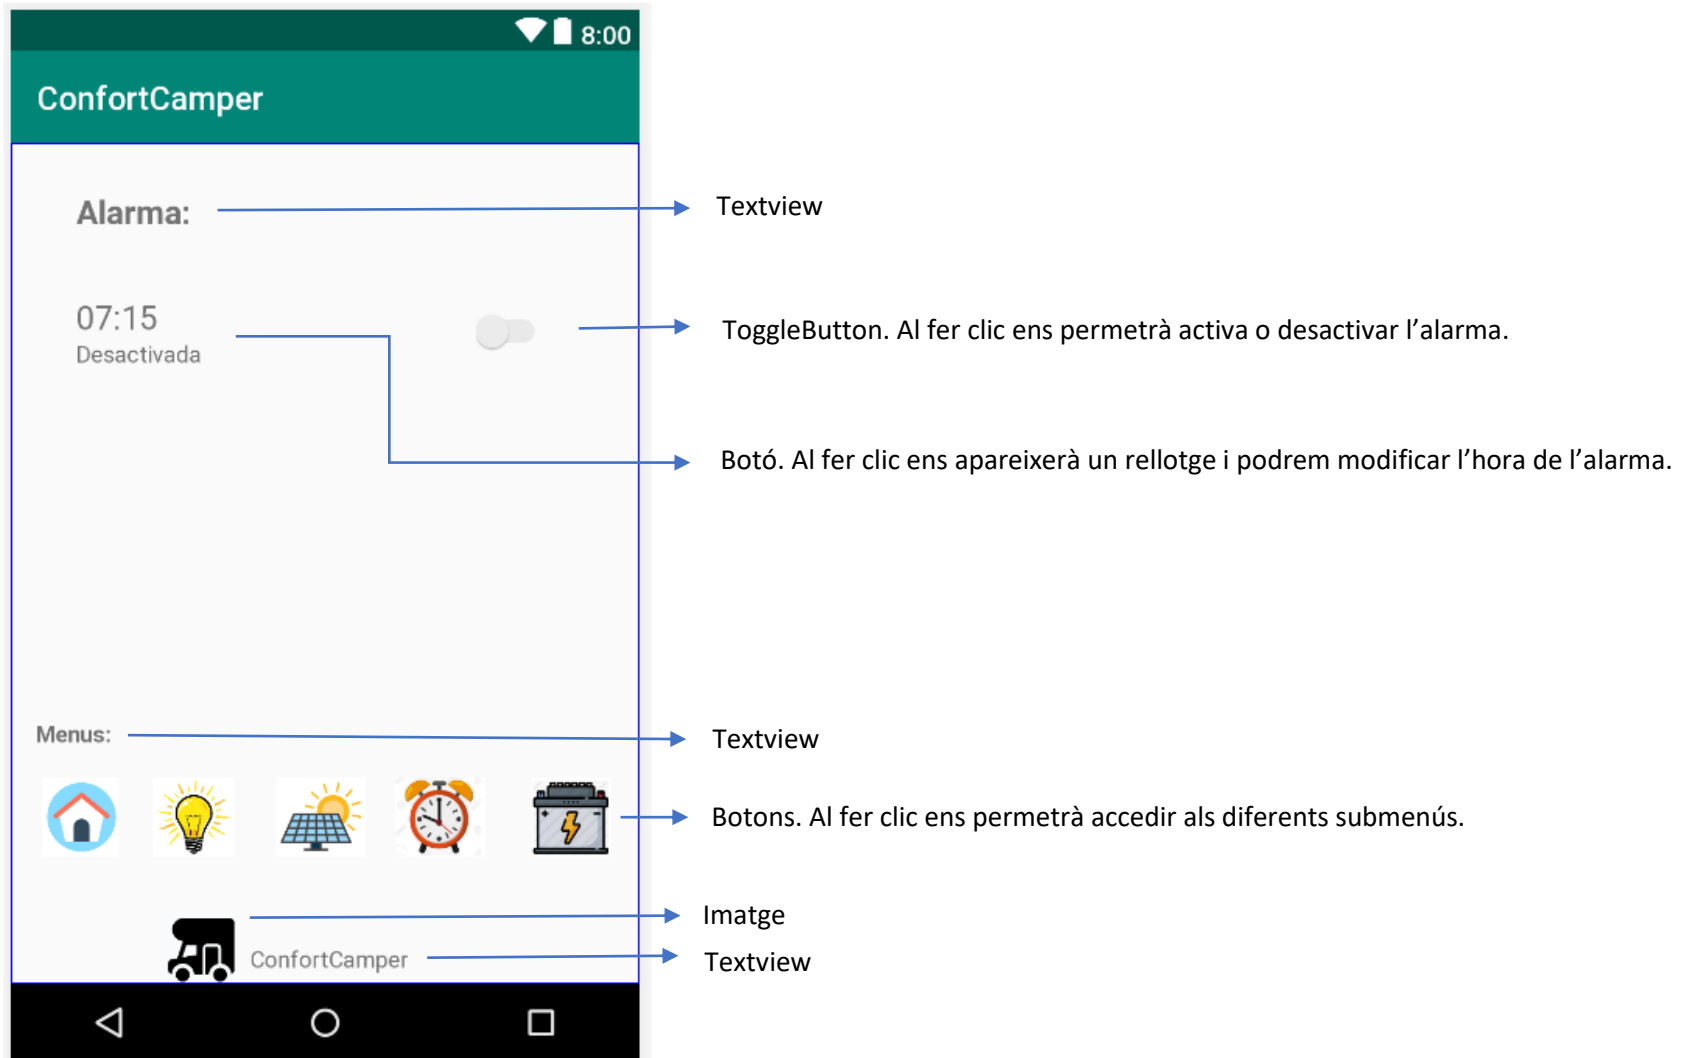 8:00
ConfortCamper
Alarma:
Textview
07:15
Desactivada
ToggleButton. Al fer clic ens permetrà activa o desactivar l’alarma.
Botó. Al fer clic ens apareixerà un rellotge i podrem modificar l’hora de l’alarma.
Menus:
Textview
Botons. Al fer clic ens permetrà accedir als diferents submenús.
Imatge
ConfortCamper
Textview